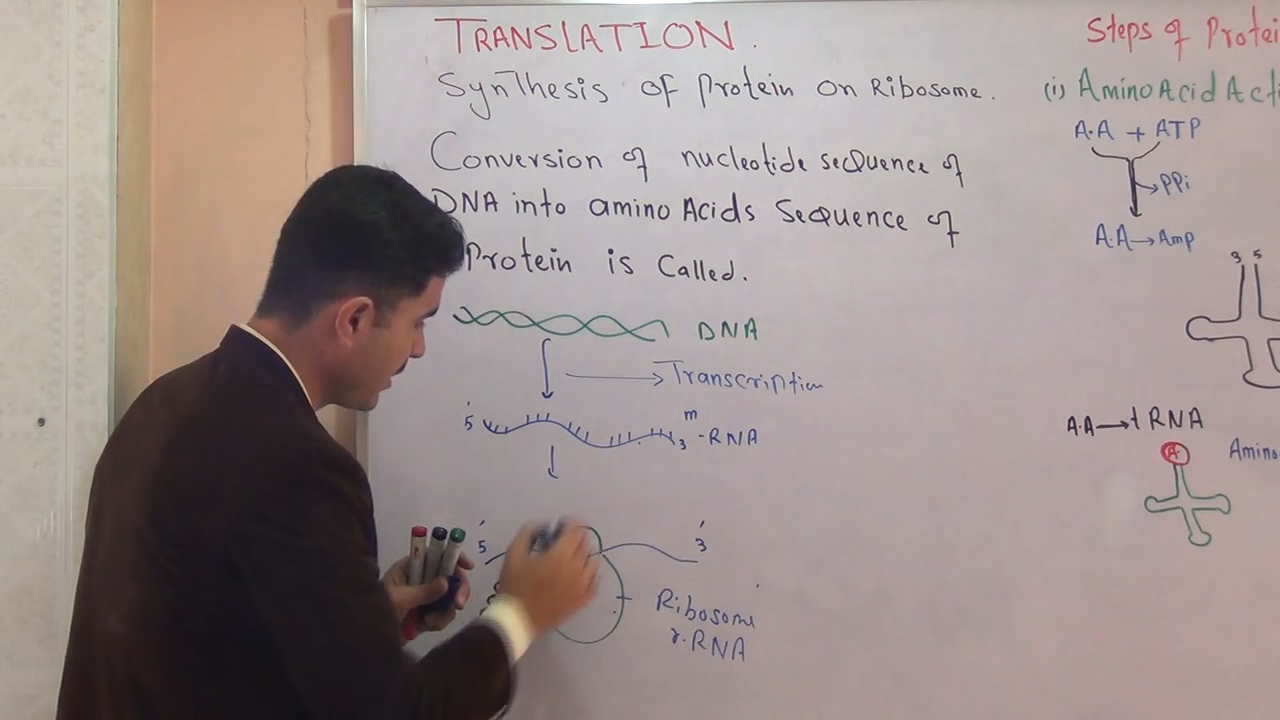 TRANSLATION.
Synthesis of Protein on Ribosome.
Conversion of nucleotide sequence of
DNA into amino Acids Sequence of
Protein is Called.
DNA
Transcription
5' 3 m-RNA
5' 3'
Ribosome
r.RNA
Steps of Protei
(i) Amino Acid Acti
A.A + ATP
PPi
A.A→Amp
3 5
A.A→t RNA
A
Amino